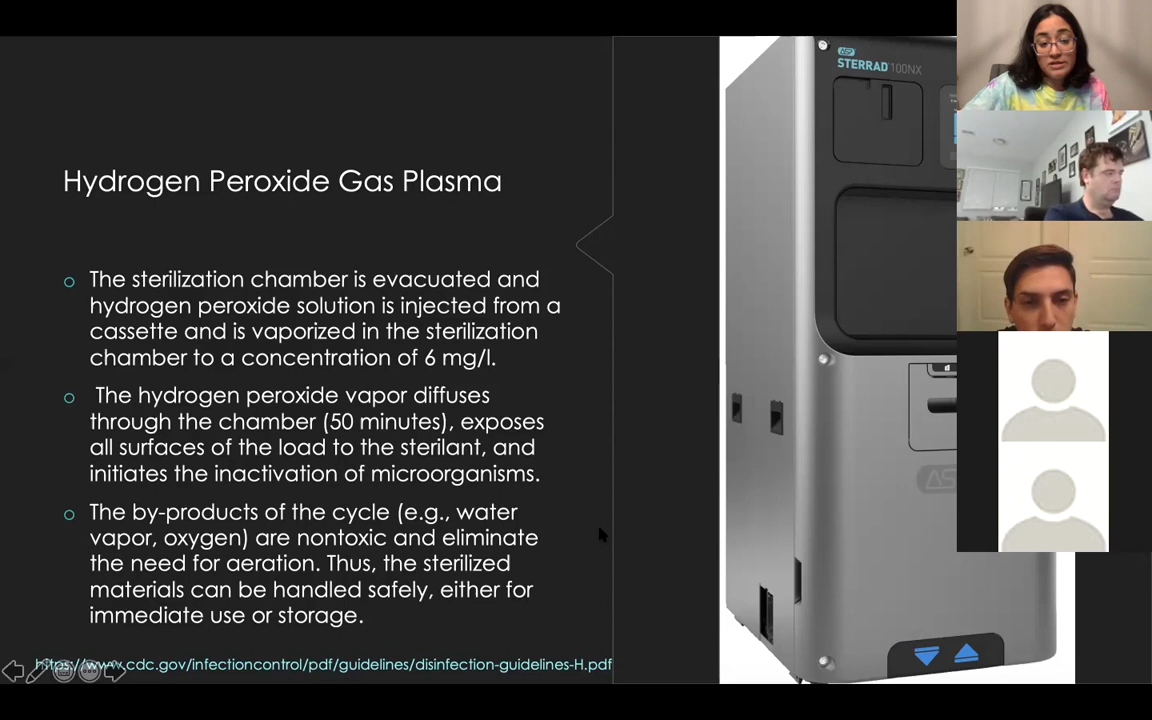 ASP
STERRAD 100NX
Hydrogen Peroxide Gas Plasma
The sterilization chamber is evacuated and
hydrogen peroxide solution is injected from a
cassette and is vaporized in the sterilization
chamber to a concentration of 6 mg/l.
The hydrogen peroxide vapor diffuses
through the chamber (50 minutes), exposes
all surfaces of the load to the sterilant, and
initiates the inactivation of microorganisms.
The by-products of the cycle (e.g., water
vapor, oxygen) are nontoxic and eliminate
the need for aeration. Thus, the sterilized
materials can be handled safely, either for
immediate use or storage.
https://www.cdc.gov/infectioncontrol/pdf/guidelines/disinfection-guidelines-H.pdf